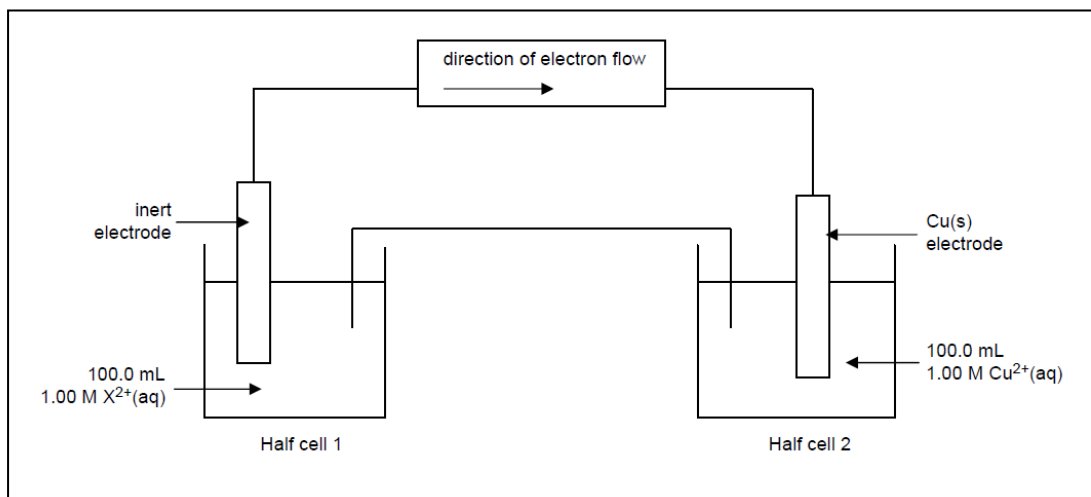 direction of electron flow
inert
electrode
Cu(s)
electrode
100.0 mL
1.00 M X²⁺(aq)
100.0 mL
1.00 M Cu²⁺(aq)
Half cell 1
Half cell 2